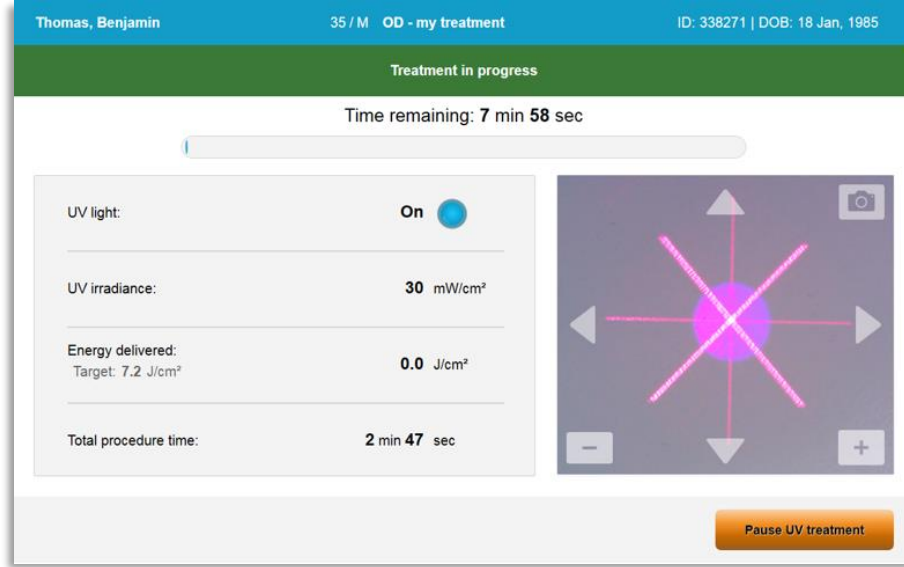 Thomas, Benjamin 35 / M OD - my treatment ID: 338271 | DOB: 18 Jan, 1985
Treatment in progress
Time remaining: 7 min 58 sec
UV light: On
UV irradiance: 30 mW/cm²
Energy delivered:
Target: 7.2 J/cm²
0.0 J/cm²
Total procedure time: 2 min 47 sec
− +
Pause UV treatment